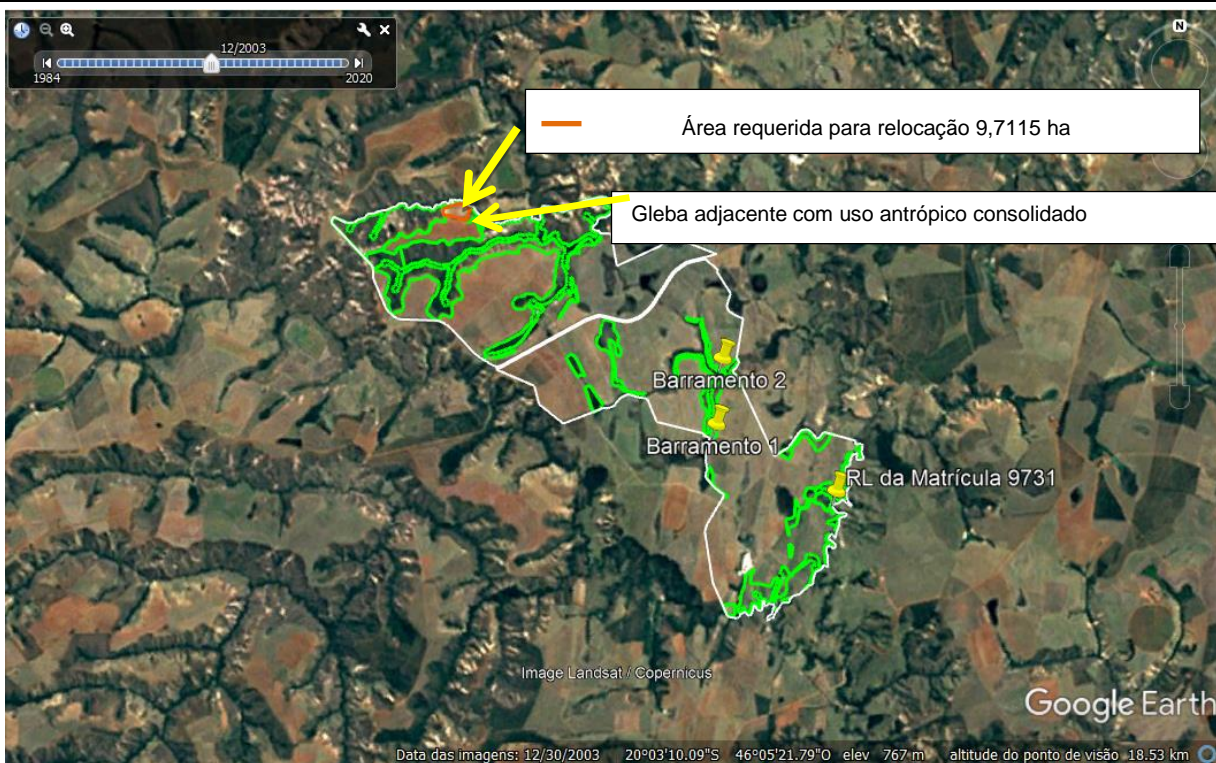 12/2003
1984
2020
N
Área requerida para relocação 9,7115 ha
Gleba adjacente com uso antrópico consolidado
Barramento 2
Barramento 1
RL da Matrícula 9731
Image Landsat / Copernicus
Google Earth
Data das imagens: 12/30/2003 20°03'10.09"S 46°05'21.79"O elev 767 m altitude do ponto de visão 18.53 km